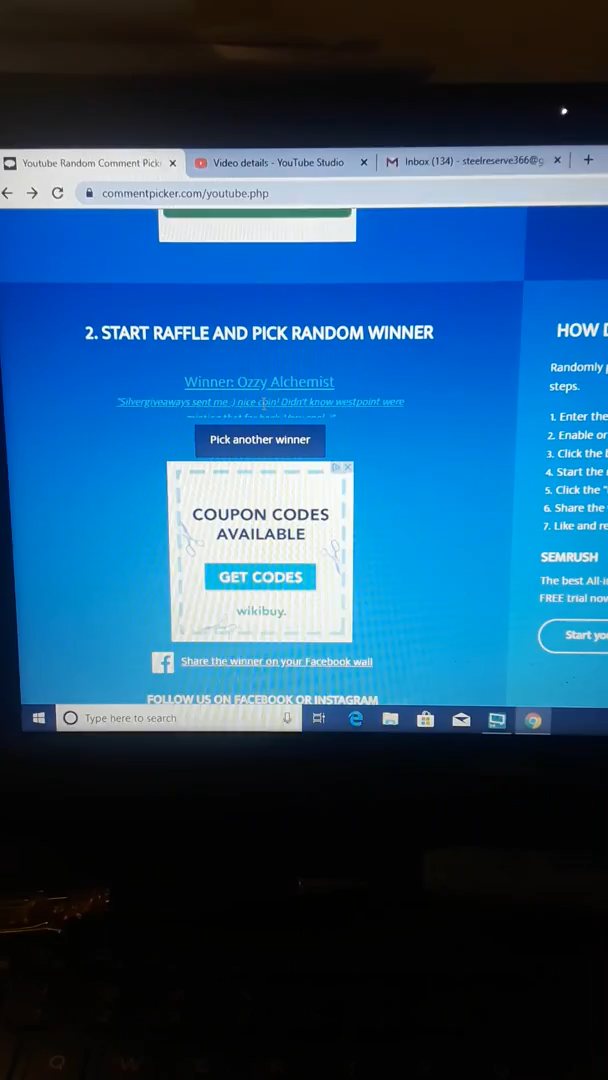 Youtube Random Comment Pick
Video details - YouTube Studio
Inbox (134) - steelreserve366@g
commentpicker.com/youtube.php
2. START RAFFLE AND PICK RANDOM WINNER
Winner: Ozzy Alchemist
"Silvergiveaways sent me :) nice coin! Didn't know westpoint were
Pick another winner
COUPON CODES
AVAILABLE
GET CODES
wikibuy.
Share the winner on your Facebook wall
FOLLOW US ON FACEBOOK OR INSTAGRAM
HOW D
Randomly p
steps.
1. Enter the
2. Enable or
3. Click the b
4. Start the
5. Click the "
6. Share the
7. Like and re
SEMRUSH
The best All-i
FREE trial now
Start yo
Type here to search
Q
W